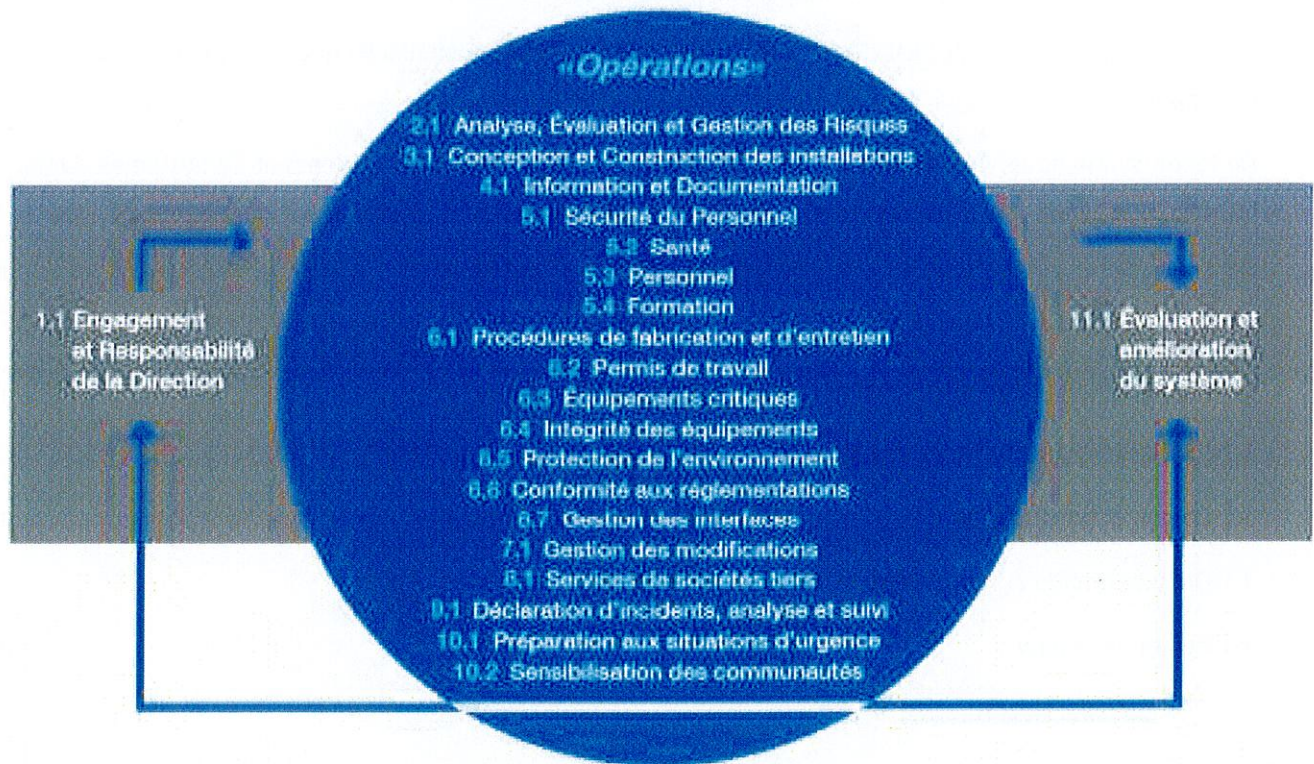 «Opérations»
2.1 Analyse, Évaluation et Gestion des Risques
3.1 Conception et Construction des installations
4.1 Information et Documentation
5.1 Sécurité du Personnel
5.2 Santé
5.3 Personnel
5.4 Formation
6.1 Procédures de fabrication et d'entretien
6.2 Permis de travail
6.3 Équipements critiques
6.4 Intégrité des équipements
6.5 Protection de l'environnement
6.6 Conformité aux réglementations
6.7 Gestion des interfaces
7.1 Gestion des modifications
8.1 Services de sociétés tiers
9.1 Déclaration d'incidents, analyse et suivi
10.1 Préparation aux situations d'urgence
10.2 Sensibilisation des communautés
1.1 Engagement
et Responsabilité
de la Direction
11.1 Évaluation et
amélioration
du système